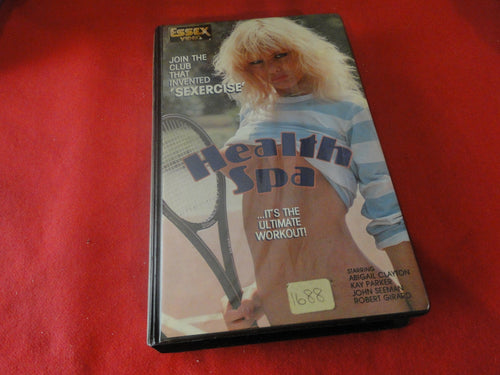 ESSEX
VIDEO
JOIN THE
CLUB
THAT
INVENTED
'SEXERCISE'
Health
Spa
...IT'S THE
ULTIMATE
WORKOUT!
STARRING
ABIGAIL CLAYTON
KAY PARKER
JOHN SEEMAN
ROBERT GIRARD
1688